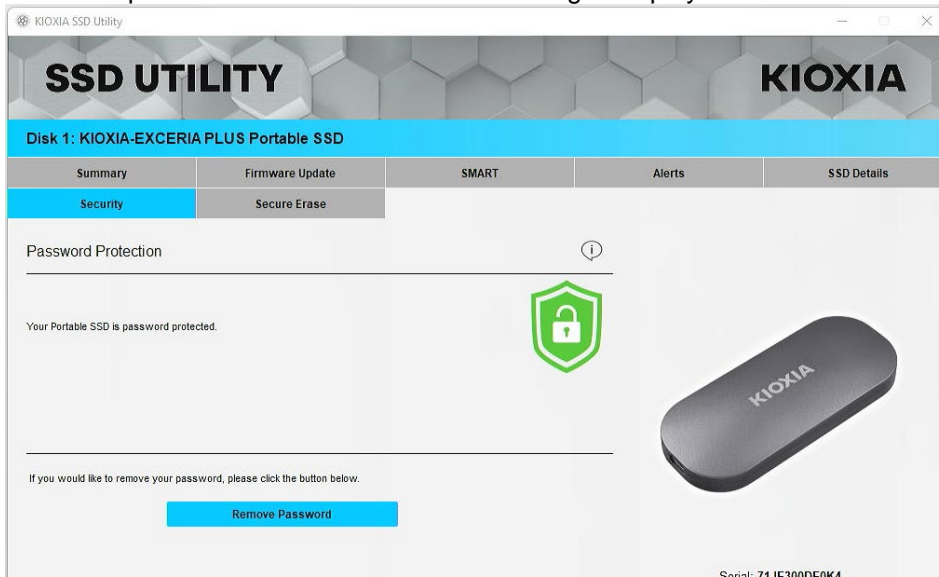 KIOXIA SSD Utility
SSD UTILITY
KIOXIA
Disk 1: KIOXIA-EXCERIA PLUS Portable SSD
Summary Firmware Update SMART Alerts SSD Details
Security Secure Erase
Password Protection
Your Portable SSD is password protected.
KIOXIA
If you would like to remove your password, please click the button below.
Remove Password
Serial: